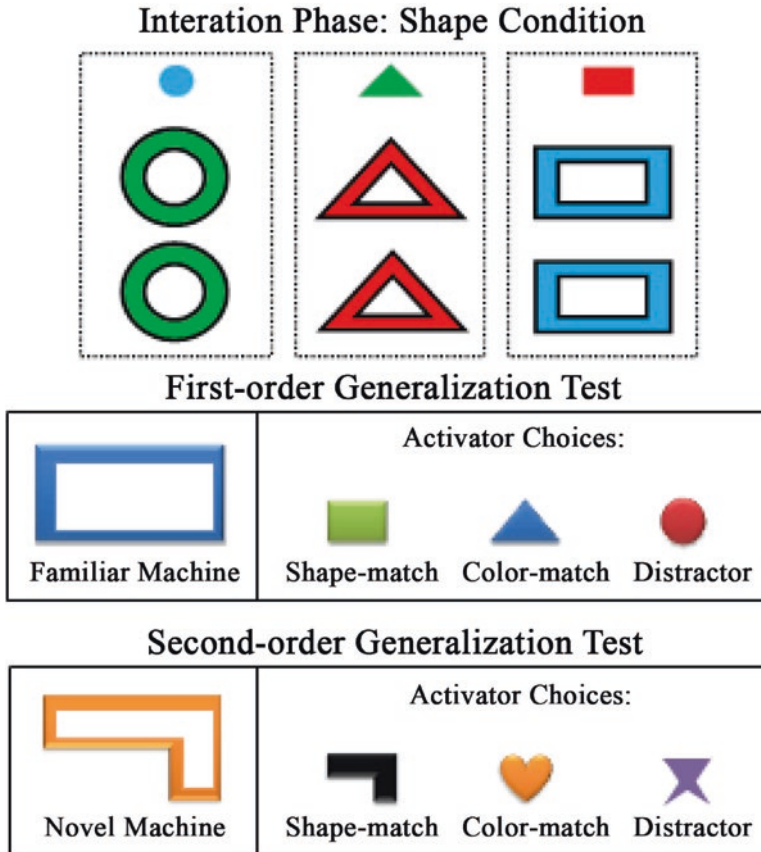 Interation Phase: Shape Condition
First-order Generalization Test
Activator Choices:
Familiar Machine
Shape-match
Color-match
Distractor
Second-order Generalization Test
Activator Choices:
Novel Machine
Shape-match
Color-match
Distractor